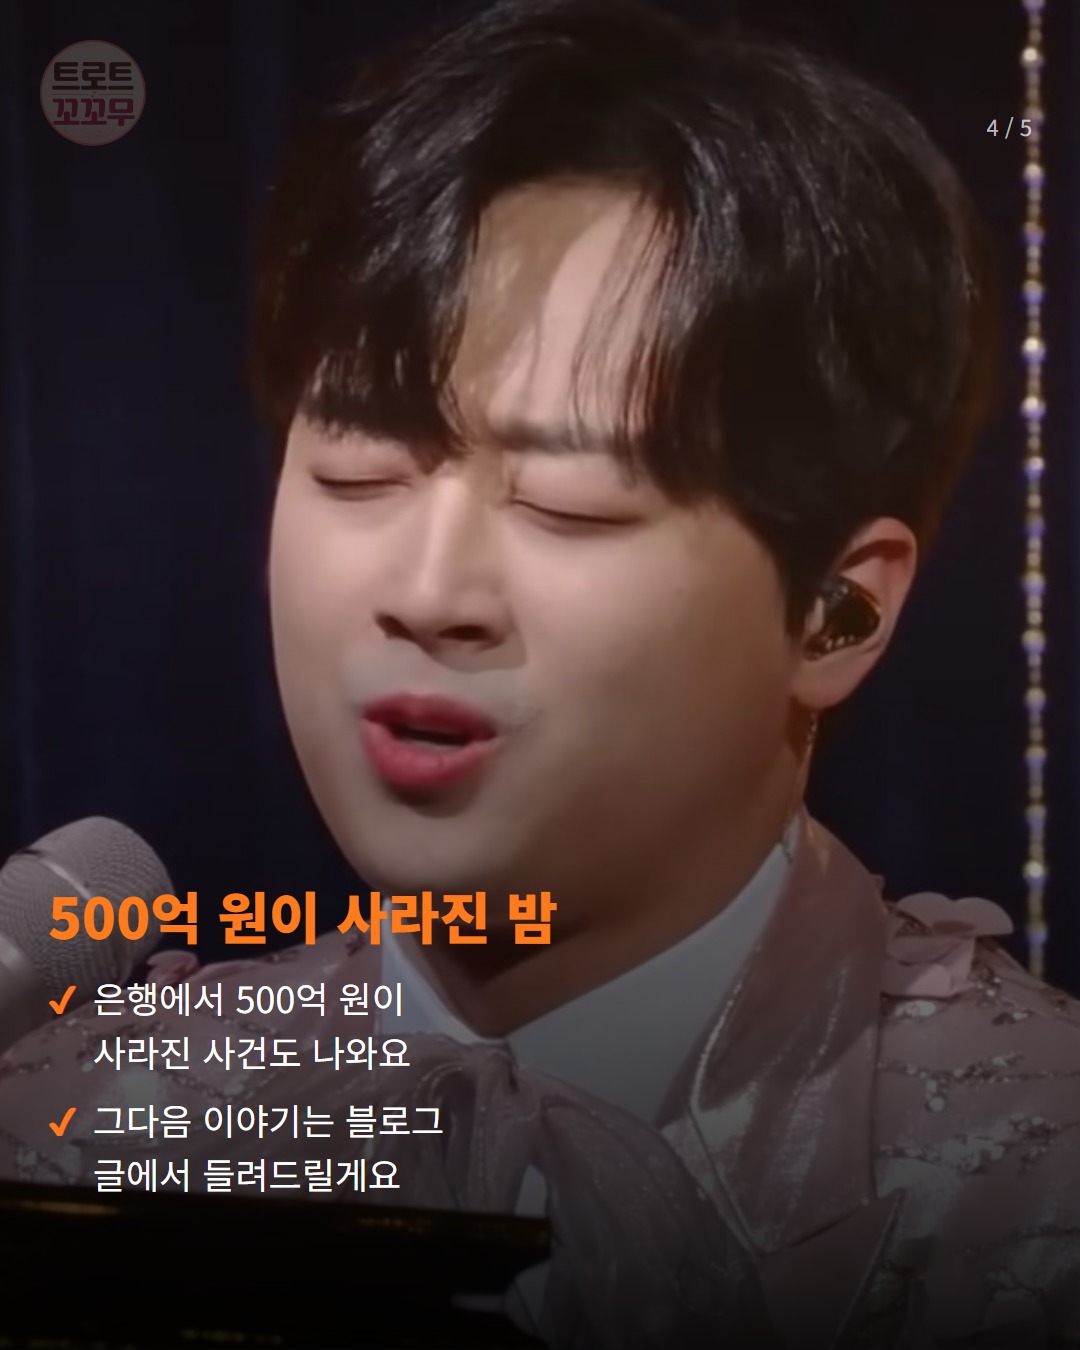 트로트
꼬꼬무
4 / 5
500억 원이 사라진 밤
✔ 은행에서 500억 원이
사라진 사건도 나와요
✔ 그다음 이야기는 블로그
글에서 들려드릴게요